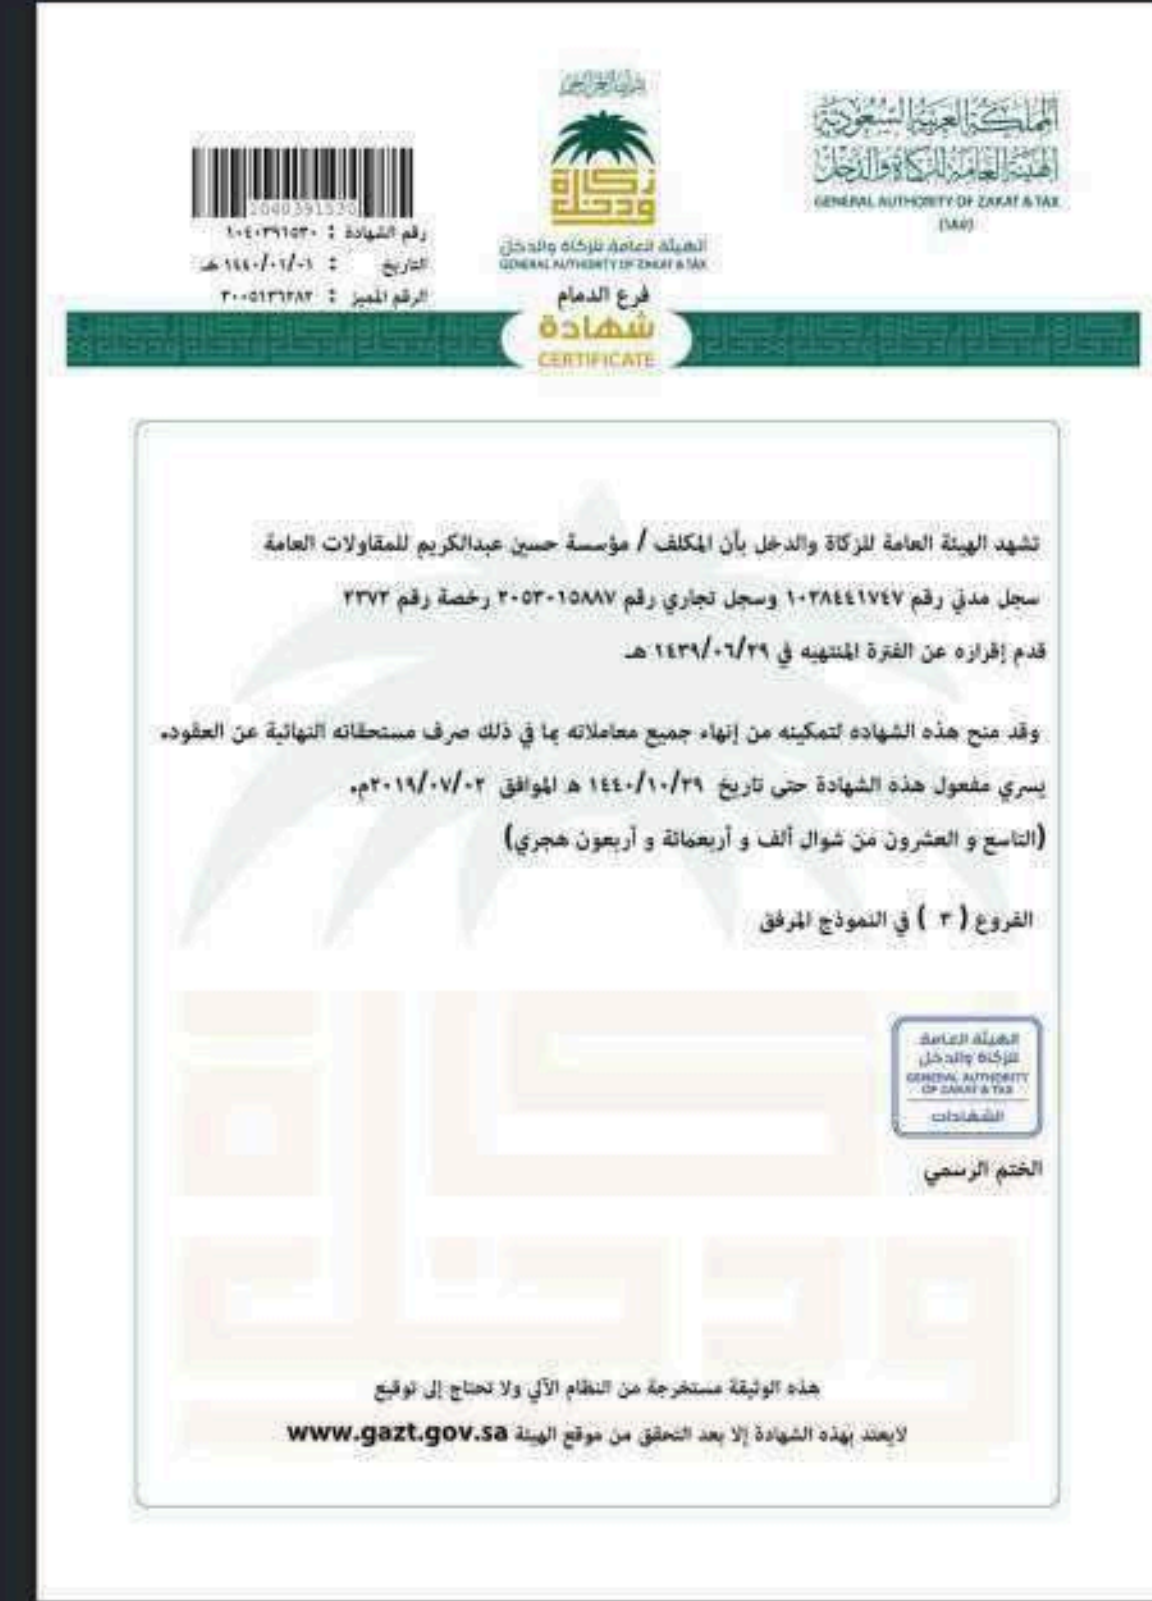 المملكة العربية السعودية
الهيئة العامة للزكاة والدخل
GENERAL AUTHORITY OF ZAKAT & TAX
زكاة
ودخل
الهيئة العامة للزكاة والدخل
GENERAL AUTHORITY OF ZAKAT & TAX
2040391530
رقم الشهادة : ١٠٤٠٣٩١٥٣٠
التاريخ : ١٤٤٠/٠١/٠١ هـ
الرقم المميز : ٣٠٠٥١٣٦٢٨٢
فرع الدمام
شهادة
CERTIFICATE
تشهد الهيئة العامة للزكاة والدخل بأن المكلف / مؤسسة حسين عبدالكريم للمقاولات العامة
سجل مدني رقم ١٠٢٨٤٤١٧٤٧ وسجل تجاري رقم ٢٠٥٣٠١٥٨٨٧ رخصة رقم ٢٣٧٢
قدم إقراره عن الفترة المنتهيه في ١٤٣٩/٠٦/٢٩ هـ
وقد منح هذه الشهاده لتمكينه من إنهاء جميع معاملاته بما في ذلك صرف مستحقاته النهائية عن العقود.
يسري مفعول هذه الشهادة حتى تاريخ ١٤٤٠/١٠/٢٩ ه الموافق ٢٠١٩/٠٧/٠٢م.
(التاسع و العشرون من شوال ألف و أربعمائة و أربعون هجري)
الفروع ( ٣ ) في النموذج المرفق
الهيئة العامة
للزكاة والدخل
GENERAL AUTHORITY
OF ZAKAT & TAX
الشهادات
الختم الرسمي
هذه الوثيقة مستخرجة من النظام الآلي ولا تحتاج إلى توقيع
لايعتد بهذه الشهادة إلا بعد التحقق من موقع الهيئة www.gazt.gov.sa